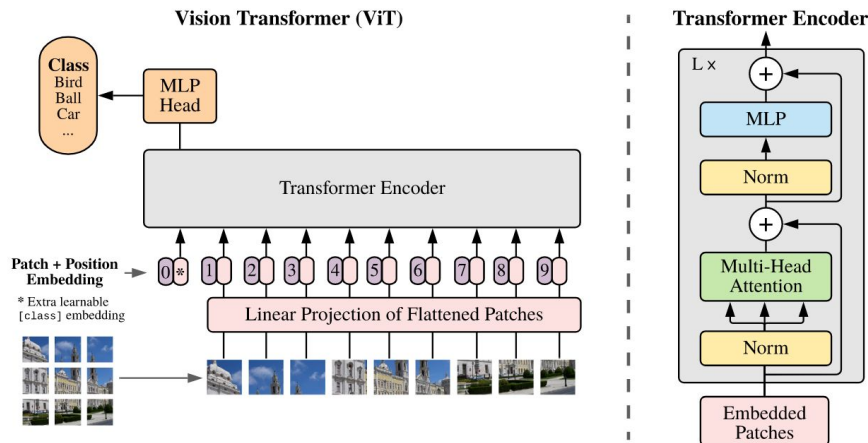 Vision Transformer (ViT)
Class
Bird
Ball
Car
...
MLP
Head
Transformer Encoder
Patch + Position
Embedding
0 * 1 2 3 4 5 6 7 8 9
* Extra learnable
[class] embedding
Linear Projection of Flattened Patches
Transformer Encoder
L ×
+
MLP
Norm
+
Multi-Head
Attention
Norm
Embedded
Patches